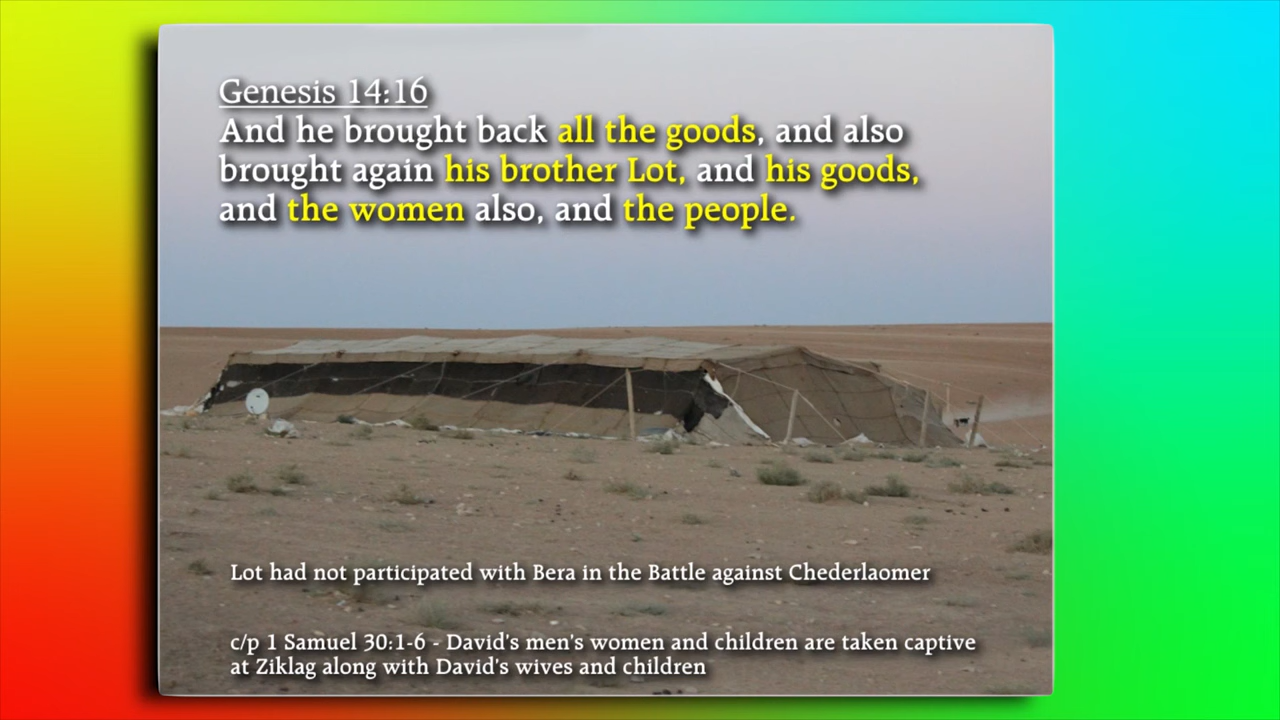 Genesis 14:16
And he brought back all the goods, and also
brought again his brother Lot, and his goods,
and the women also, and the people.
Lot had not participated with Bera in the Battle against Chederlaomer
c/p 1 Samuel 30:1-6 - David's men's women and children are taken captive
at Ziklag along with David's wives and children